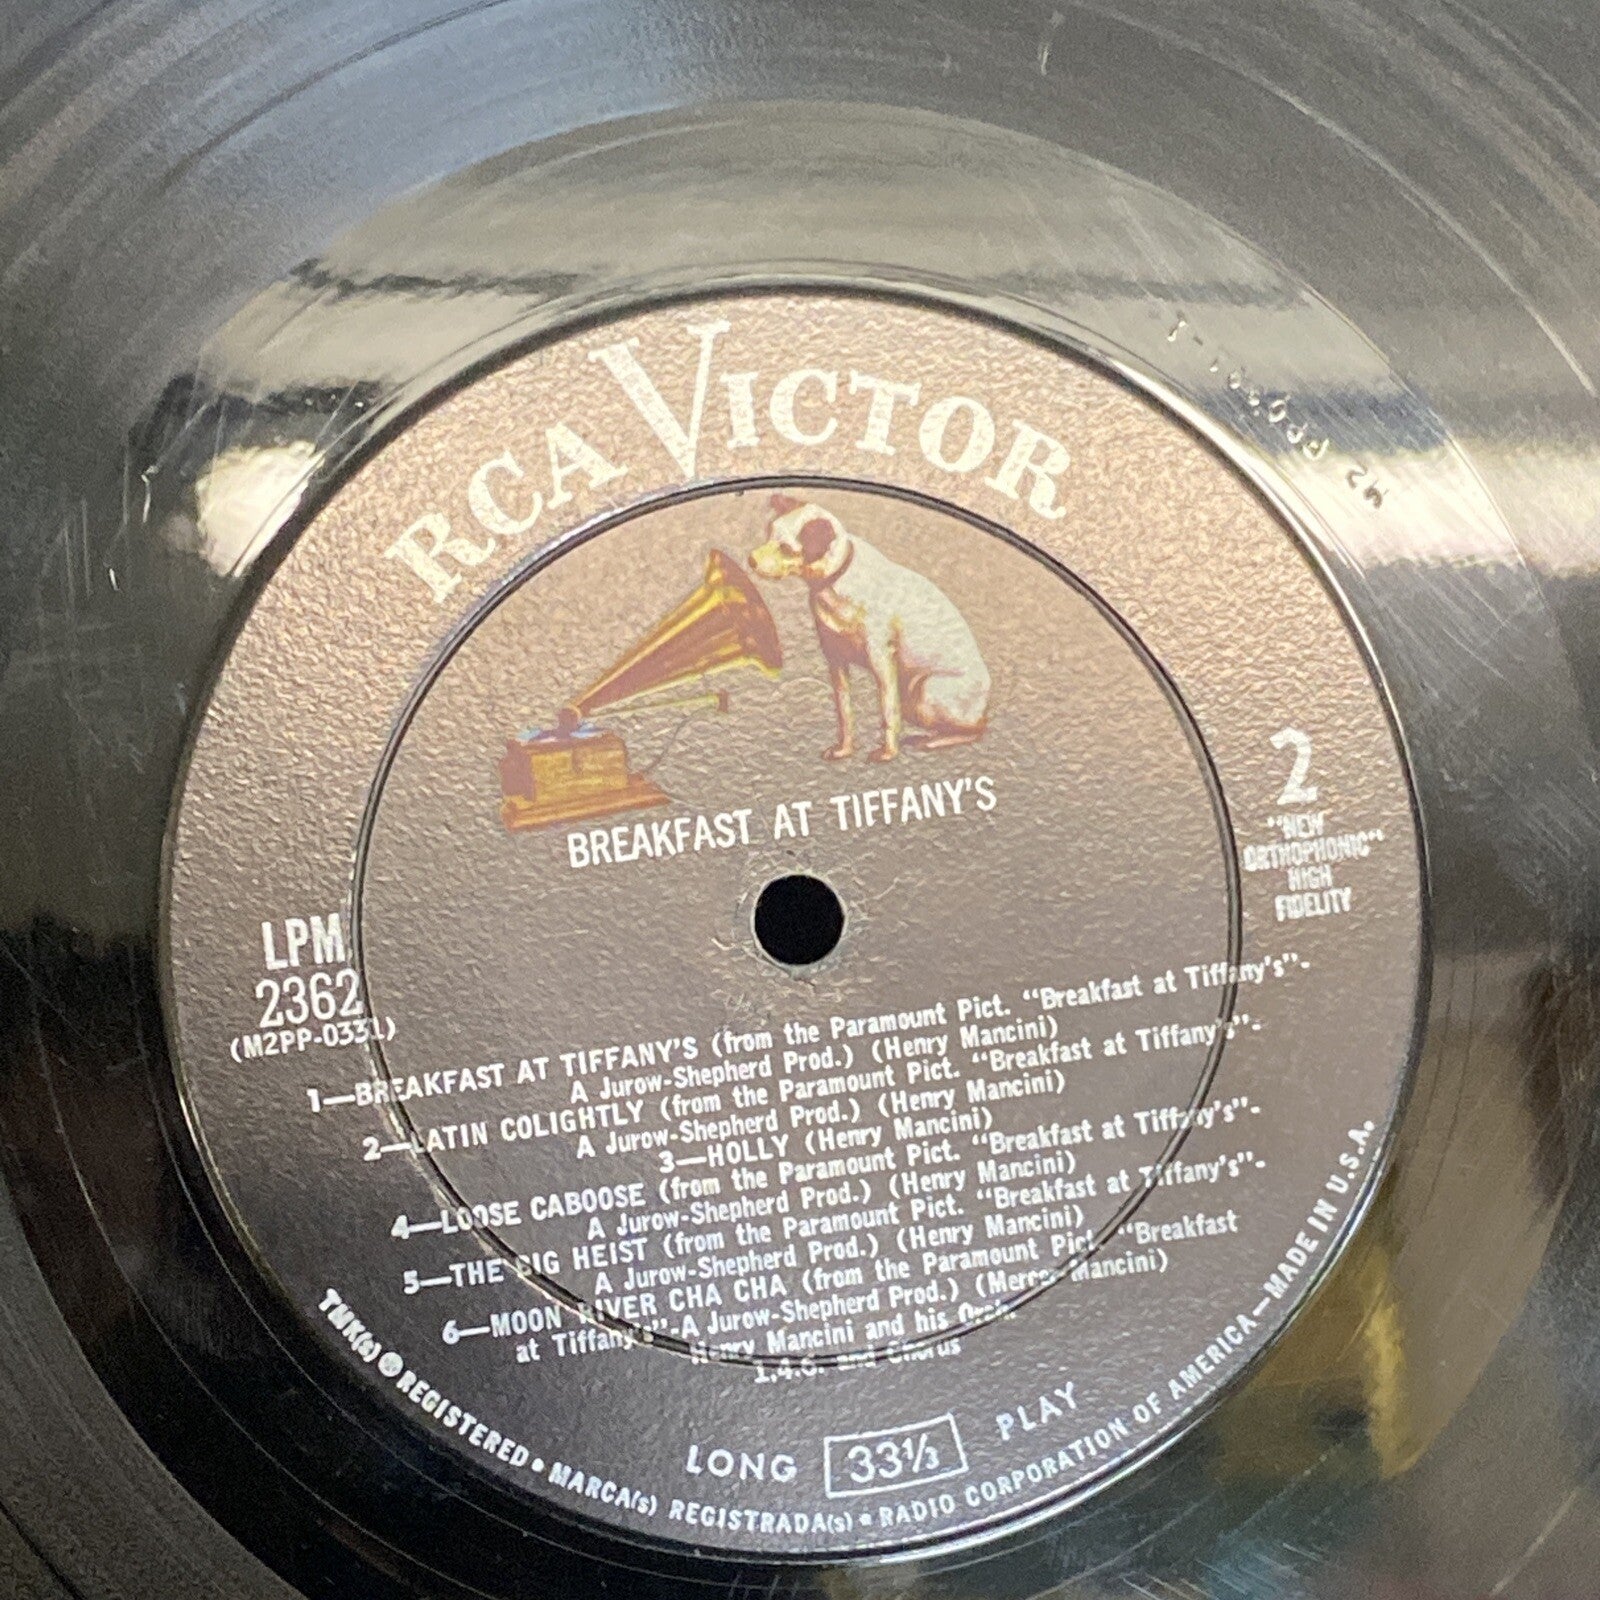 RCA VICTOR
BREAKFAST AT TIFFANY'S
2
"NEW
ORTHOPHONIC"
HIGH
FIDELITY
LPM
2362
(M2PP-0331)
1—BREAKFAST AT TIFFANY'S (from the Paramount Pict. "Breakfast at Tiffany's"-
A Jurow-Shepherd Prod.) (Henry Mancini)
2—LATIN GOLIGHTLY (from the Paramount Pict. "Breakfast at Tiffany's"-
A Jurow-Shepherd Prod.) (Henry Mancini)
3—HOLLY (Henry Mancini)
4—LOOSE CABOOSE (from the Paramount Pict. "Breakfast at Tiffany's"-
A Jurow-Shepherd Prod.) (Henry Mancini)
5—THE BIG HEIST (from the Paramount Pict. "Breakfast at Tiffany's"-
A Jurow-Shepherd Prod.) (Henry Mancini)
6—MOON RIVER CHA CHA (from the Paramount Pict. "Breakfast
at Tiffany's"-A Jurow-Shepherd Prod.) (Mercer-Mancini)
Henry Mancini and his Orch.
1,4,6. and Chorus
LONG 33⅓ PLAY
TMK(s) ® REGISTERED • MARCA(s) REGISTRADA(s) • RADIO CORPORATION OF AMERICA—MADE IN U.S.A.